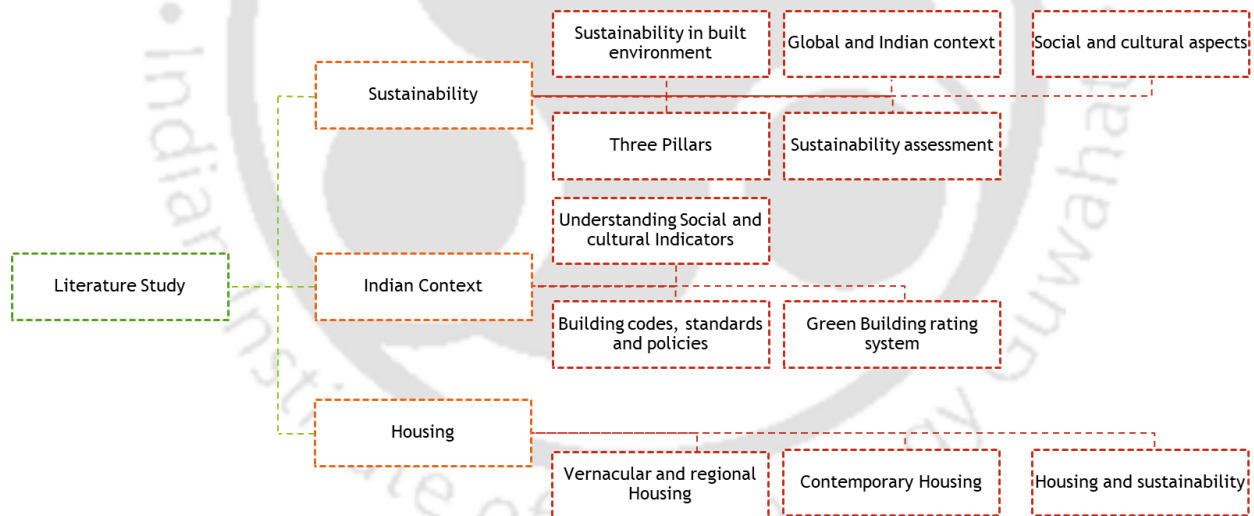 Sustainability in built
environment
Global and Indian context
Social and cultural aspects
Sustainability
Three Pillars
Sustainability assessment
Understanding Social and
cultural Indicators
Literature Study
Indian Context
Building codes, standards
and policies
Green Building rating
system
Housing
Vernacular and regional
Housing
Contemporary Housing
Housing and sustainability